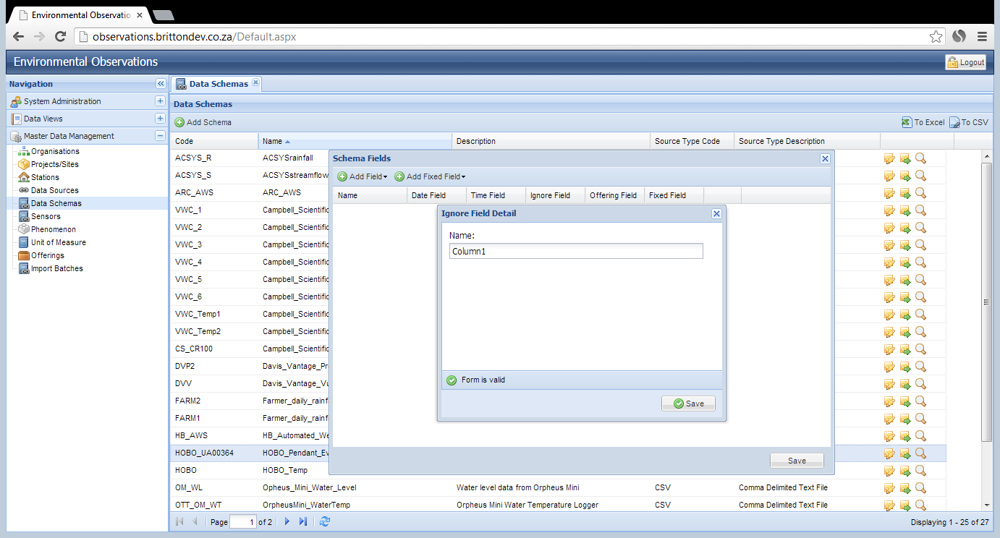 Environmental Observatio
observations.brittondev.co.za/Default.aspx
Environmental Observations
Logout
Navigation
Data Schemas
System Administration
Data Schemas
Data Views
Add Schema
To Excel To CSV
Master Data Management
Code Name Description Source Type Code Source Type Description
Organisations
Projects/Sites
Stations
Data Sources
Data Schemas
Sensors
Phenomenon
Unit of Measure
Offerings
Import Batches
ACSYS_R ACSYSrainfall
ACSYS_S ACSYSstreamflow
ARC_AWS ARC_AWS
VWC_1 Campbell_Scientific
VWC_2 Campbell_Scientific
VWC_3 Campbell_Scientific
VWC_4 Campbell_Scientific
VWC_5 Campbell_Scientific
VWC_6 Campbell_Scientific
VWC_Temp1 Campbell_Scientific
VWC_Temp2 Campbell_Scientific
CS_CR100 Campbell_Scientific
DVP2 Davis_Vantage_Pr
DVV Davis_Vantage_Vu
FARM2 Farmer_daily_rainf
FARM1 Farmer_daily_rainf
HB_AWS HB_Automated_We
HOBO_UA00364 HOBO_Pendant_Ev
HOBO HOBO_Temp
OM_WL Opheus_Mini_Water_Level Water level data from Orpheus Mini CSV Comma Delimited Text File
OTT_OM_WT OrpheusMini_WaterTemp Orpheus Mini Water Temperature Logger CSV Comma Delimited Text File
Schema Fields
Add Field Add Fixed Field
Name Date Field Time Field Ignore Field Offering Field Fixed Field
Ignore Field Detail
Name:
Column1
Form is valid
Save
Save
Page 1 of 2
Displaying 1 - 25 of 27